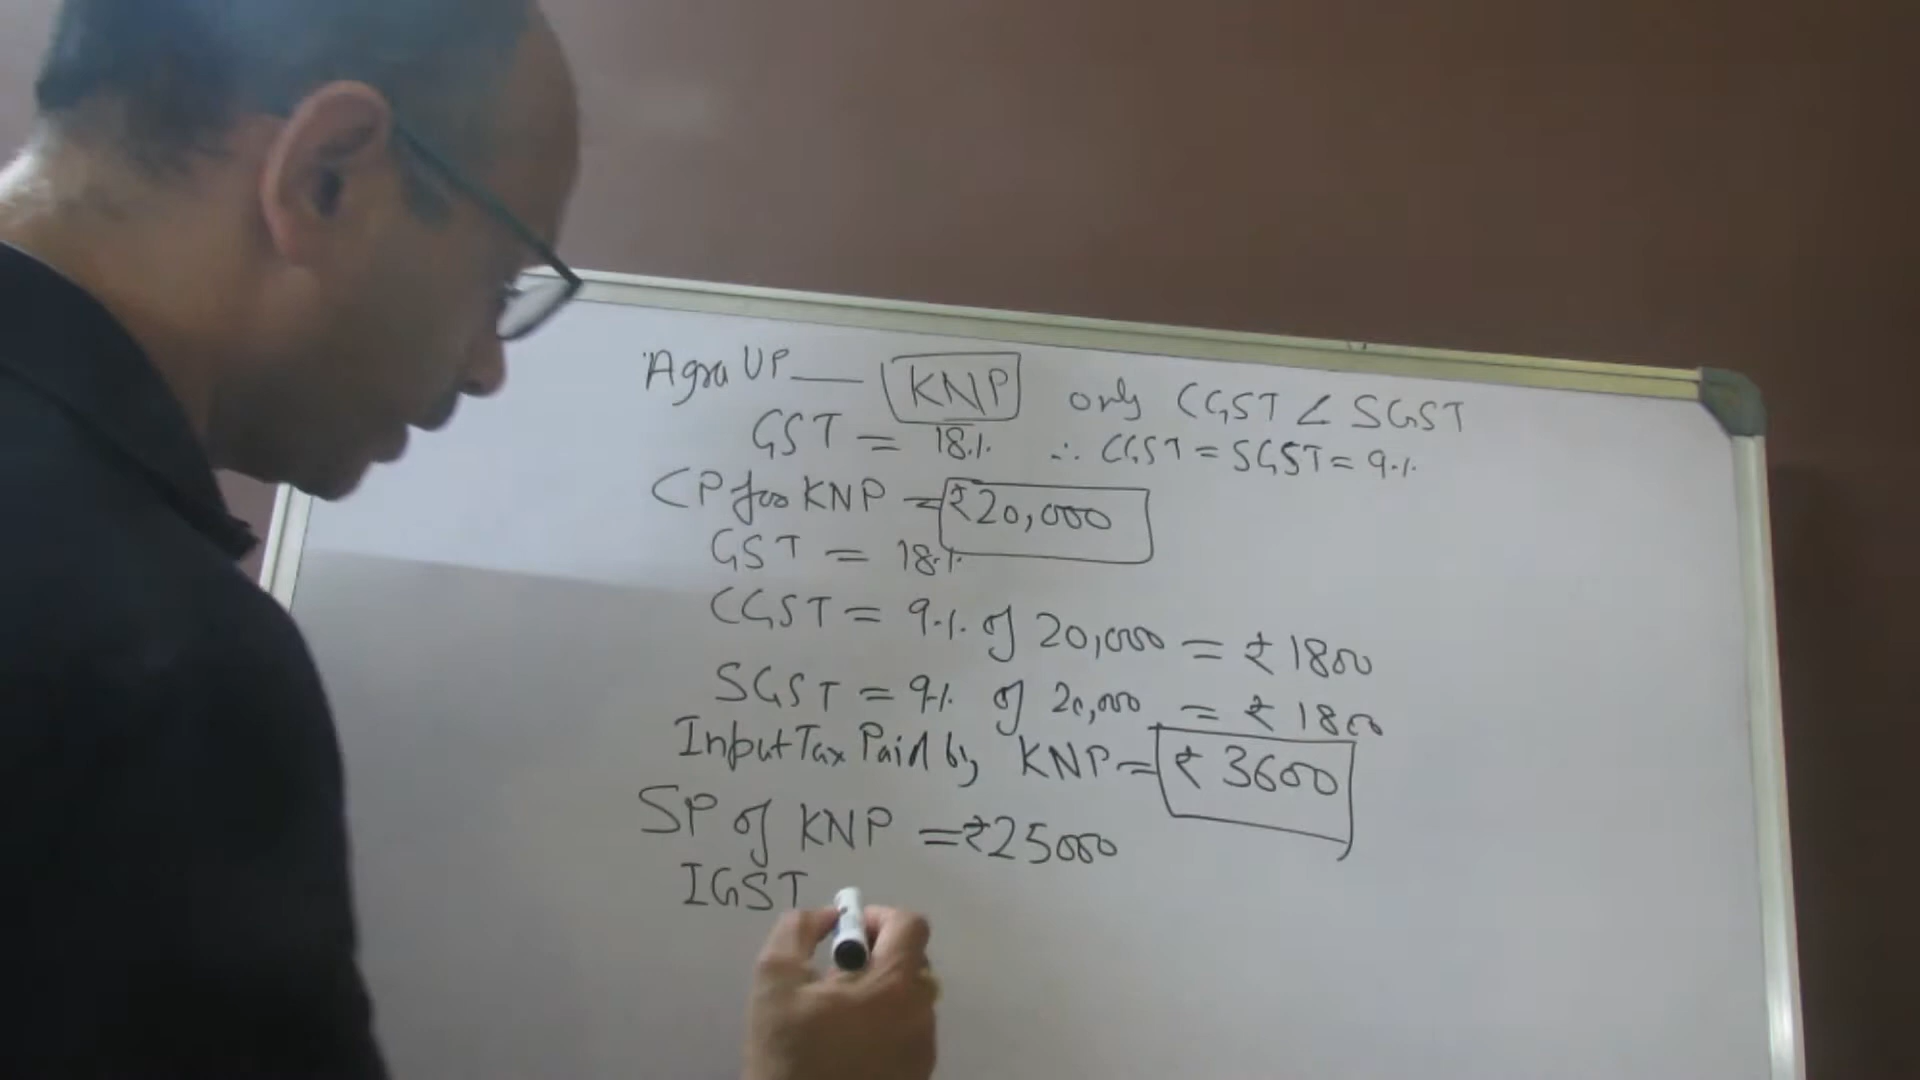 Agra UP — KNP only CGST & SGST
GST = 18% ∴ CGST = SGST = 9%
CP for KNP = ₹20,000
GST = 18%
CGST = 9% of 20,000 = ₹1800
SGST = 9% of 20,000 = ₹1800
Input Tax Paid by KNP = ₹3600
SP of KNP = ₹25000
IGST